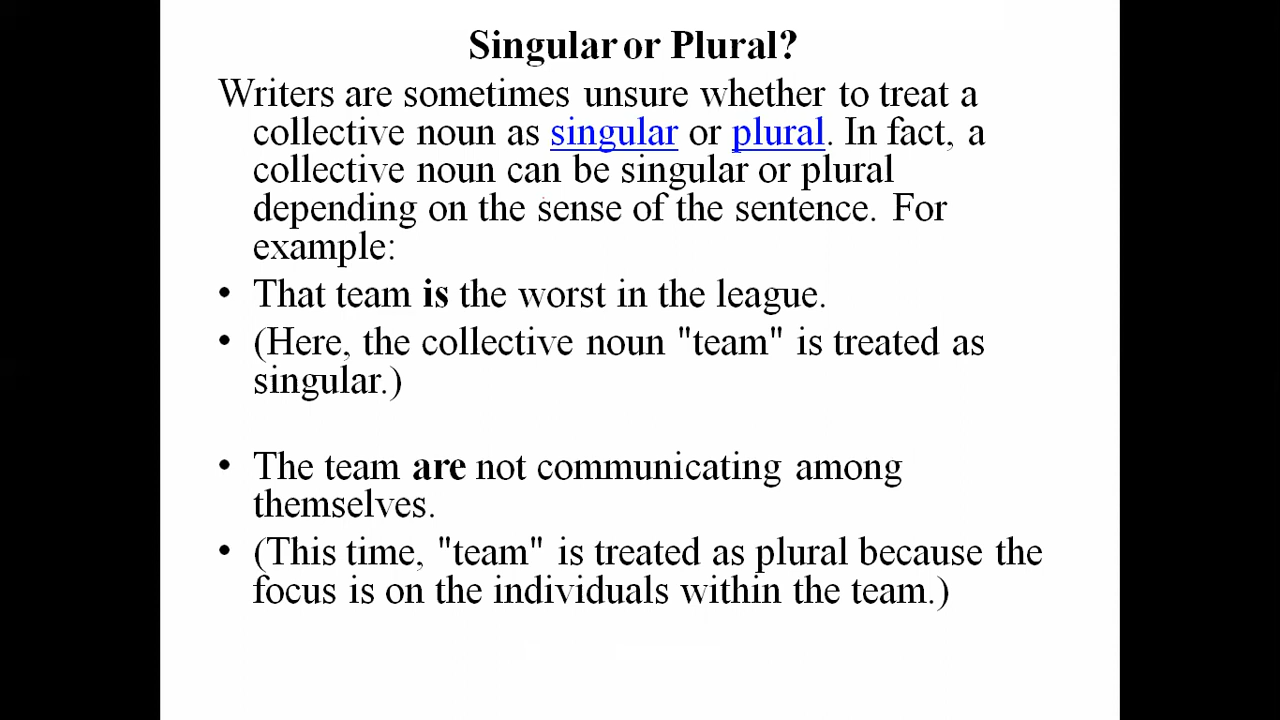 Singular or Plural?
Writers are sometimes unsure whether to treat a
collective noun as singular or plural. In fact, a
collective noun can be singular or plural
depending on the sense of the sentence. For
example:
• That team is the worst in the league.
• (Here, the collective noun "team" is treated as
singular.)
• The team are not communicating among
themselves.
• (This time, "team" is treated as plural because the
focus is on the individuals within the team.)